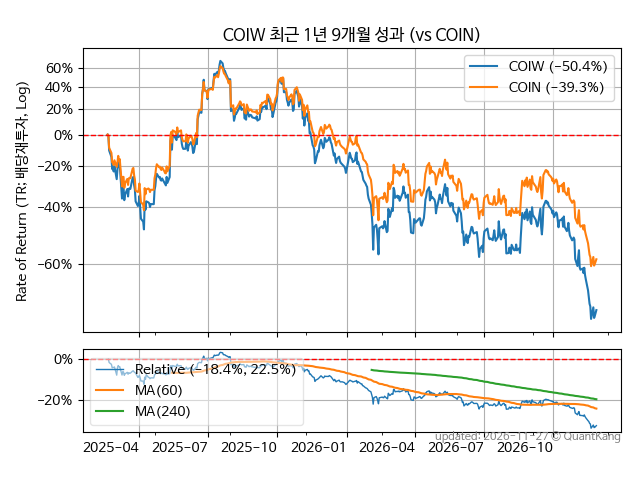 COIW 최근 1년 9개월 성과 (vs COIN)
Rate of Return (TR: 배당재투자, Log)
60%
40%
20%
0%
−20%
−40%
−60%
COIW (−50.4%)
COIN (−39.3%)
0%
−20%
Relative (−18.4%, 22.5%)
MA(60)
MA(240)
2025-04 2025-07 2025-10 2026-01 2026-04 2026-07 2026-10
updated: 2026-11-27 © QuantKang